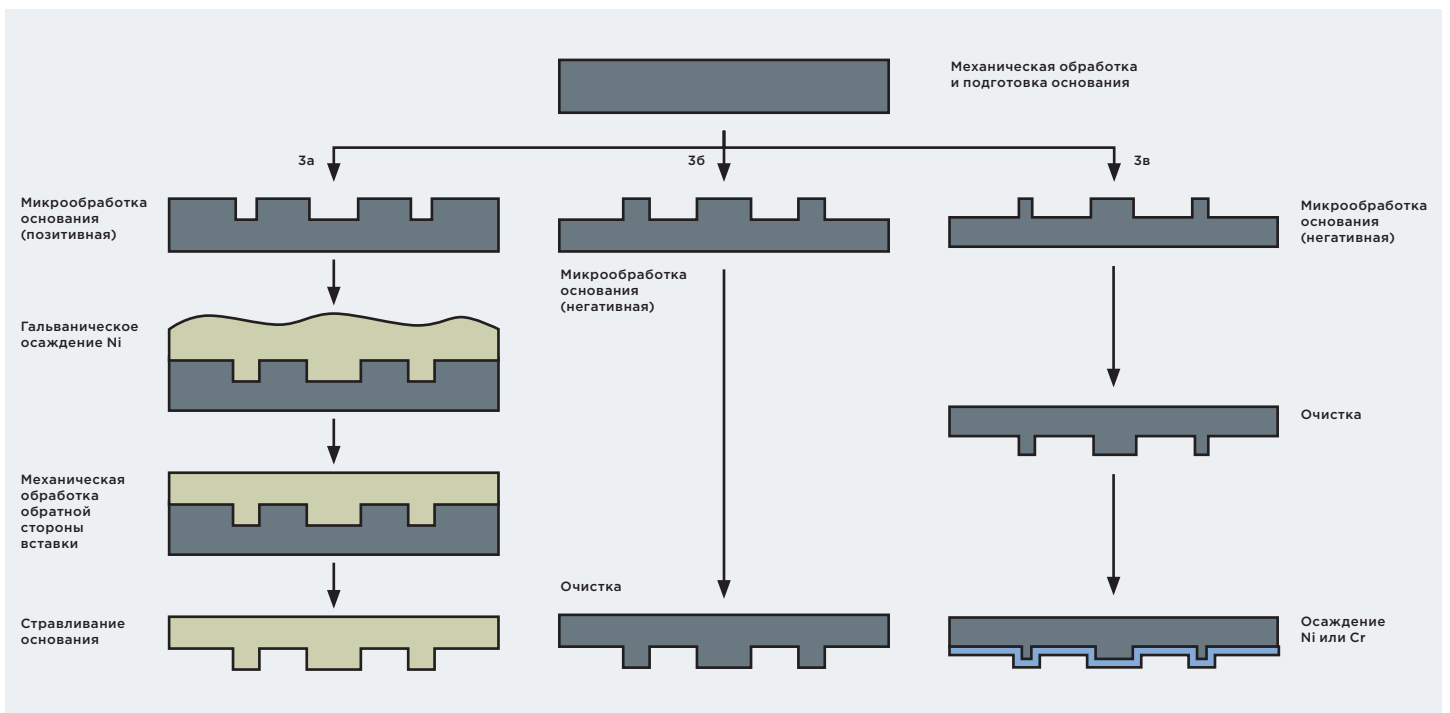 Механическая обработка
и подготовка основания
3а
3б
3в
Микрообработка
основания
(позитивная)
Микрообработка
основания
(негативная)
Микрообработка
основания
(негативная)
Гальваническое
осаждение Ni
Очистка
Механическая
обработка
обратной
стороны
вставки
Очистка
Стравливание
основания
Осаждение
Ni или Cr